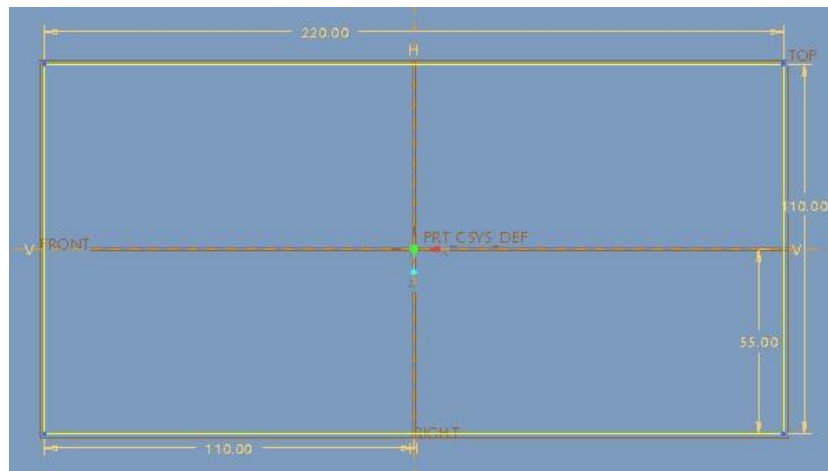 220.00
H
TOP
110.00
PRT_CSYS_DEF
V FRONT
V
55.00
RIGHT
110.00